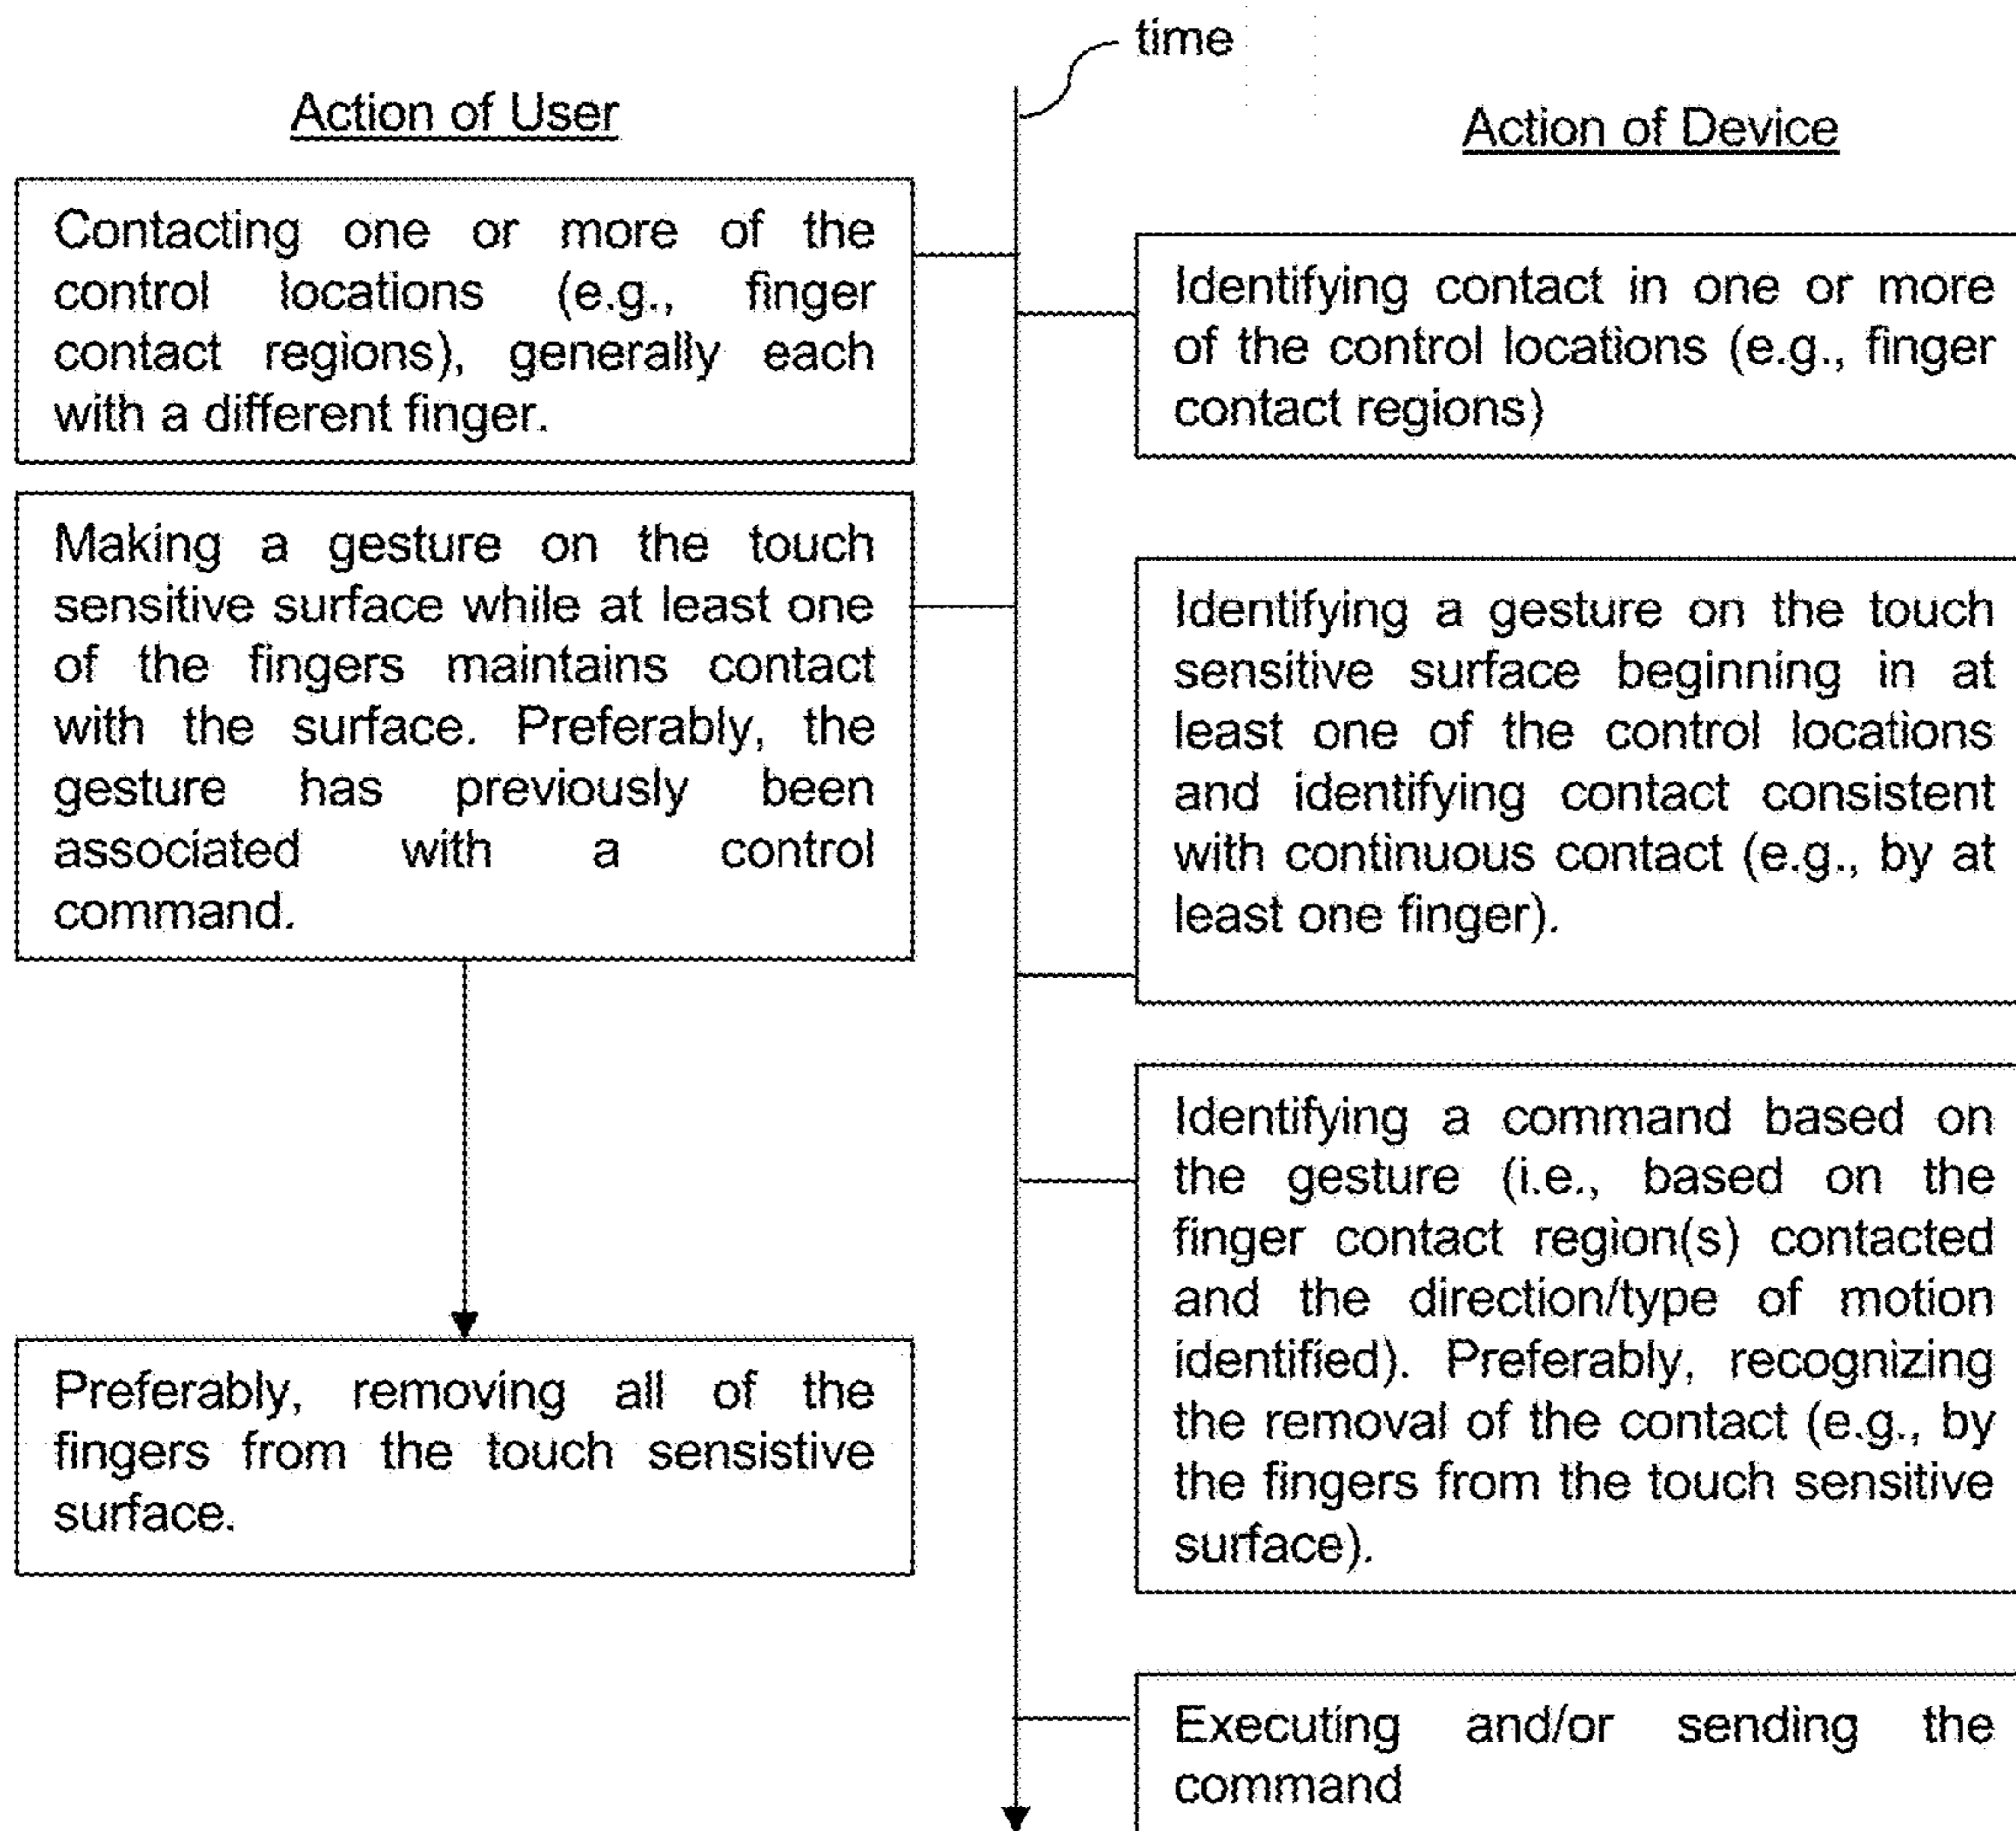 time
Action of User
Contacting one or more of the
control locations (e.g., finger
contact regions), generally each
with a different finger.
Making a gesture on the touch
sensitive surface while at least one
of the fingers maintains contact
with the surface. Preferably, the
gesture has previously been
associated with a control
command.
Preferably, removing all of the
fingers from the touch sensistive
surface.
Action of Device
Identifying contact in one or more
of the control locations (e.g., finger
contact regions)
Identifying a gesture on the touch
sensitive surface beginning in at
least one of the control locations
and identifying contact consistent
with continuous contact (e.g., by at
least one finger).
Identifying a command based on
the gesture (i.e., based on the
finger contact region(s) contacted
and the direction/type of motion
identified). Preferably, recognizing
the removal of the contact (e.g., by
the fingers from the touch sensitive
surface).
Executing and/or sending the
command